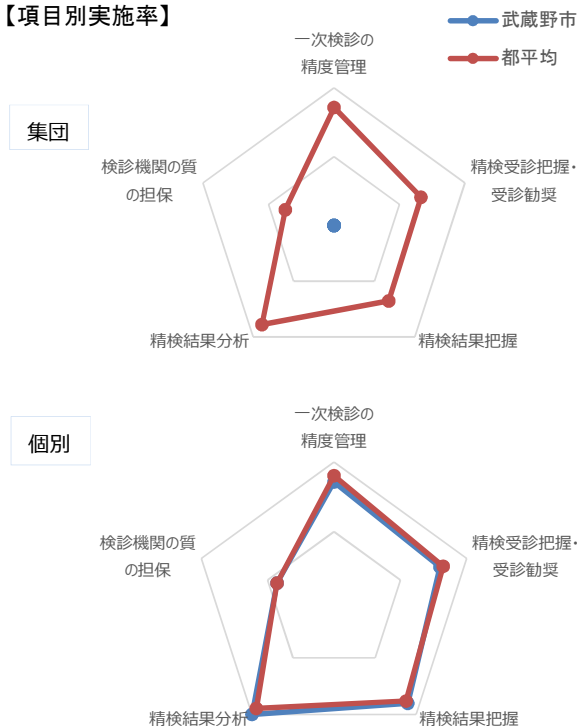 【項目別実施率】
武蔵野市
都平均
集団
一次検診の
精度管理
精検受診把握・
受診勧奨
精検結果把握
精検結果分析
検診機関の質
の担保
個別
一次検診の
精度管理
精検受診把握・
受診勧奨
精検結果把握
精検結果分析
検診機関の質
の担保